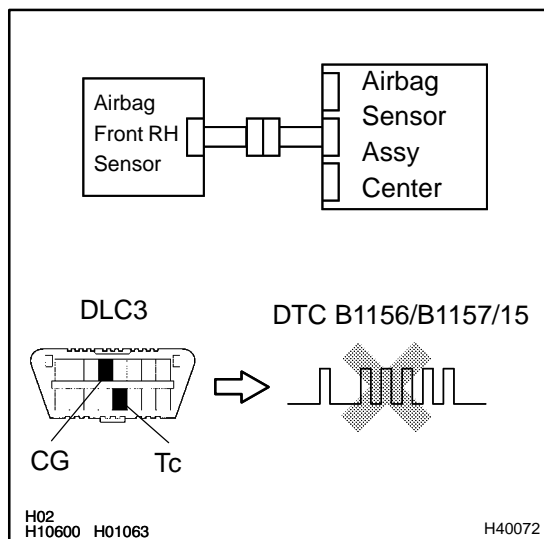 Airbag
Front RH
Sensor
Airbag
Sensor
Assy
Center
DLC3
DTC B1156/B1157/15
CG
Tc
H02
H10600 H01063
H40072